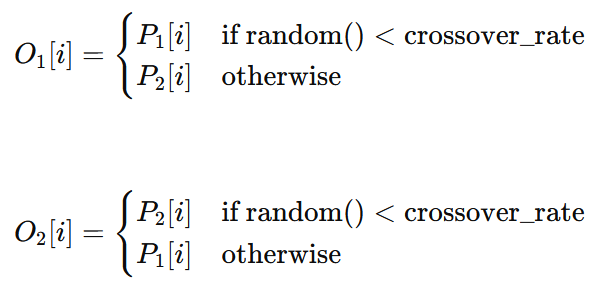 O₁[i] = { P₁[i] if random() < crossover_rate
P₂[i] otherwise
O₂[i] = { P₂[i] if random() < crossover_rate
P₁[i] otherwise